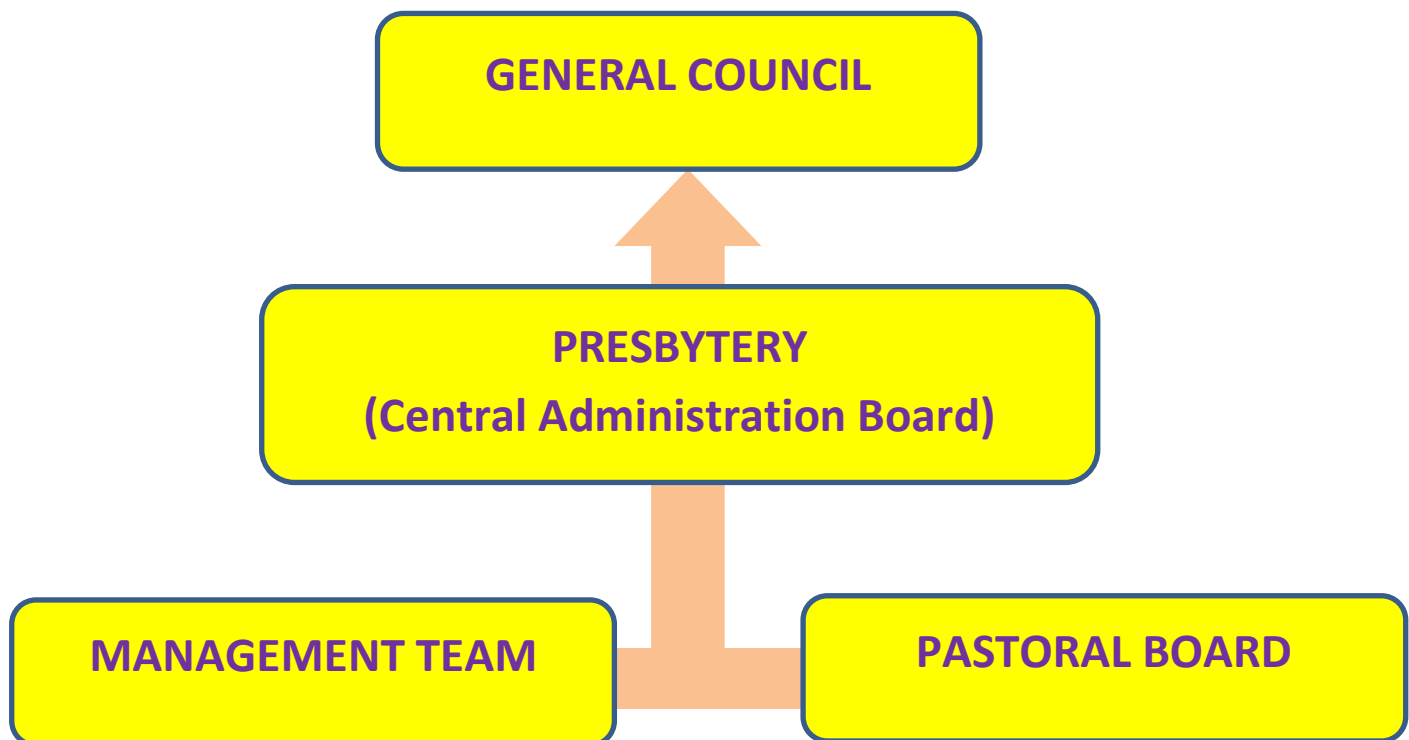 GENERAL COUNCIL
PRESBYTERY
(Central Administration Board)
MANAGEMENT TEAM
PASTORAL BOARD